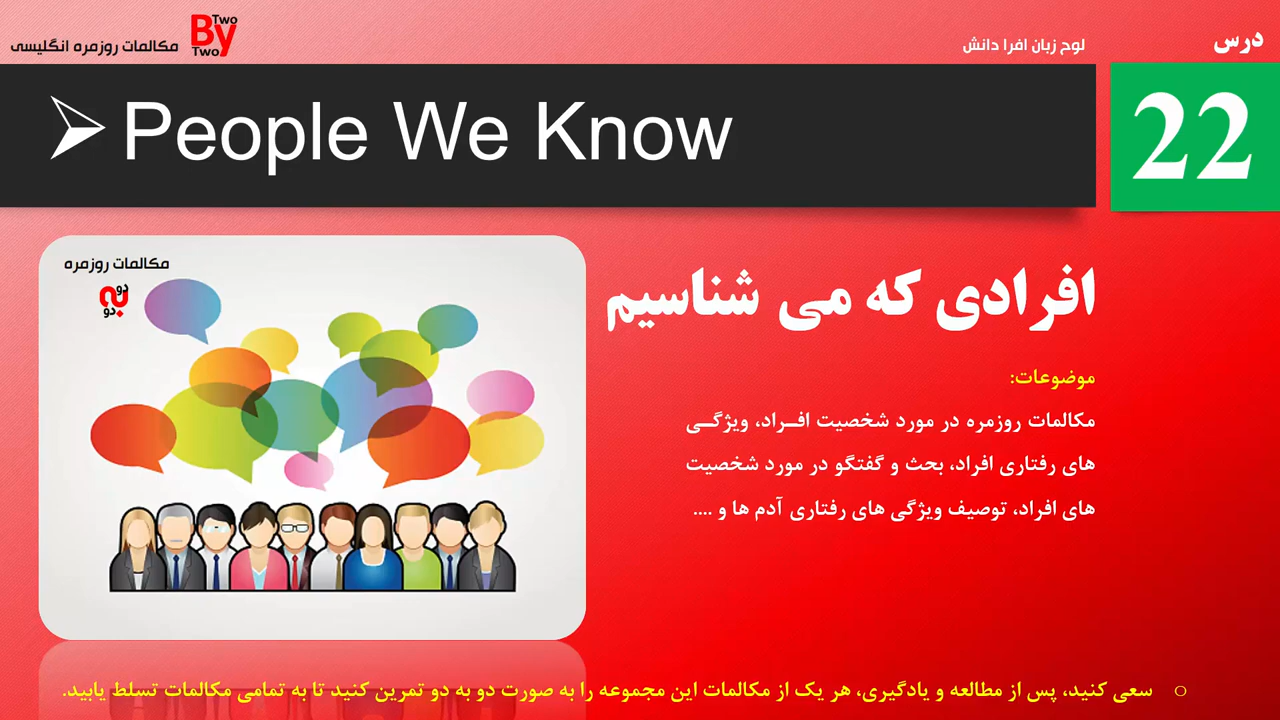 درس
لوح زبان افرا دانش
Two
By
Two
مکالمات روزمره انگلیسی
22
People We Know
افرادی که می شناسیم
مکالمات روزمره
دو
به
دو
موضوعات:
مکالمات روزمره در مورد شخصیت افــراد، ویژگــی
های رفتاری افراد، بحث و گفتگو در مورد شخصیت
های افراد، توصیف ویژگی های رفتاری آدم ها و ....
سعی کنید، پس از مطالعه و یادگیری، هر یک از مکالمات این مجموعه را به صورت دو به دو تمرین کنید تا به تمامی مکالمات تسلط یابید.